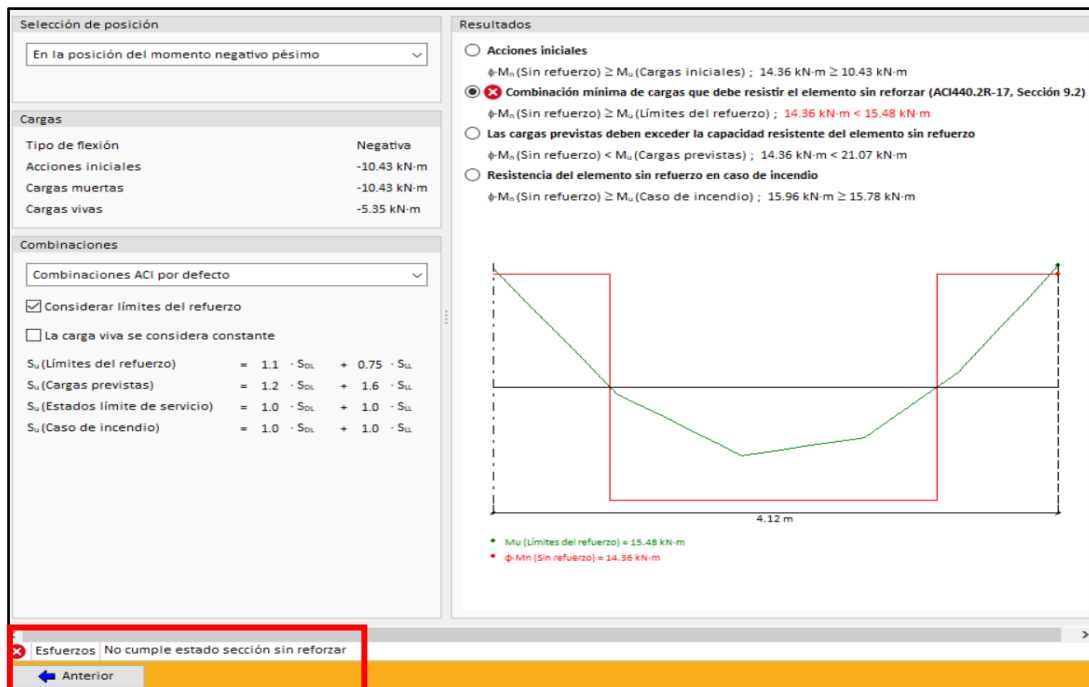 Selección de posición
En la posición del momento negativo pésimo
Cargas
Tipo de flexión Negativa
Acciones iniciales -10.43 kN·m
Cargas muertas -10.43 kN·m
Cargas vivas -5.35 kN·m
Combinaciones
Combinaciones ACI por defecto
Considerar límites del refuerzo
La carga viva se considera constante
Su (Límites del refuerzo) = 1.1 · SDL + 0.75 · SLL
Su (Cargas previstas) = 1.2 · SDL + 1.6 · SLL
Su (Estados límite de servicio) = 1.0 · SDL + 1.0 · SLL
Su (Caso de incendio) = 1.0 · SDL + 1.0 · SLL
Resultados
Acciones iniciales
ϕ·Mn (Sin refuerzo) ≥ Mu (Cargas iniciales) ; 14.36 kN·m ≥ 10.43 kN·m
Combinación mínima de cargas que debe resistir el elemento sin reforzar (ACI440.2R-17, Sección 9.2)
ϕ·Mn (Sin refuerzo) ≥ Mu (Límites del refuerzo) ; 14.36 kN·m < 15.48 kN·m
Las cargas previstas deben exceder la capacidad resistente del elemento sin refuerzo
ϕ·Mn (Sin refuerzo) < Mu (Cargas previstas) ; 14.36 kN·m < 21.07 kN·m
Resistencia del elemento sin refuerzo en caso de incendio
ϕ·Mn (Sin refuerzo) ≥ Mu (Caso de incendio) ; 15.96 kN·m ≥ 15.78 kN·m
4.12 m
Mu (Límites del refuerzo) = 15.48 kN·m
ϕ·Mn (Sin refuerzo) = 14.36 kN·m
Esfuerzos No cumple estado sección sin reforzar
Anterior